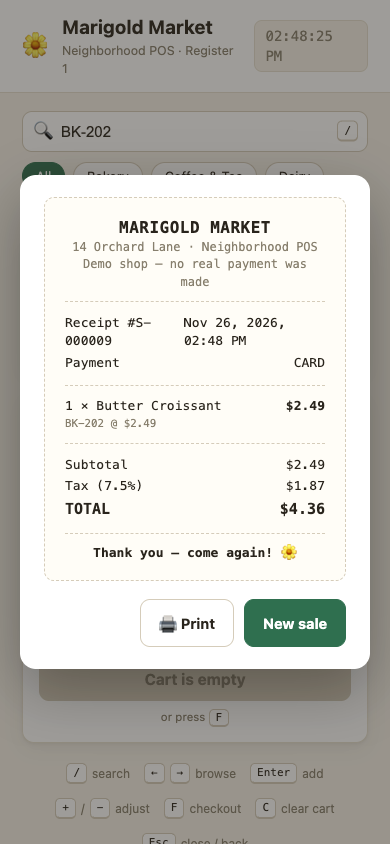 Marigold Market
Neighborhood POS · Register
1
02:48:25
PM
BK-202
/
All Bakery Coffee & Tea Dairy
MARIGOLD MARKET
14 Orchard Lane · Neighborhood POS
Demo shop — no real payment was
made
Receipt #S-
000009
Nov 26, 2026,
02:48 PM
Payment CARD
1 × Butter Croissant $2.49
BK-202 @ $2.49
Subtotal $2.49
Tax (7.5%) $1.87
TOTAL $4.36
Thank you — come again! 🌼
Print New sale
Cart is empty
or press F
/ search ← → browse Enter add
+ / − adjust F checkout C clear cart
Esc close / back